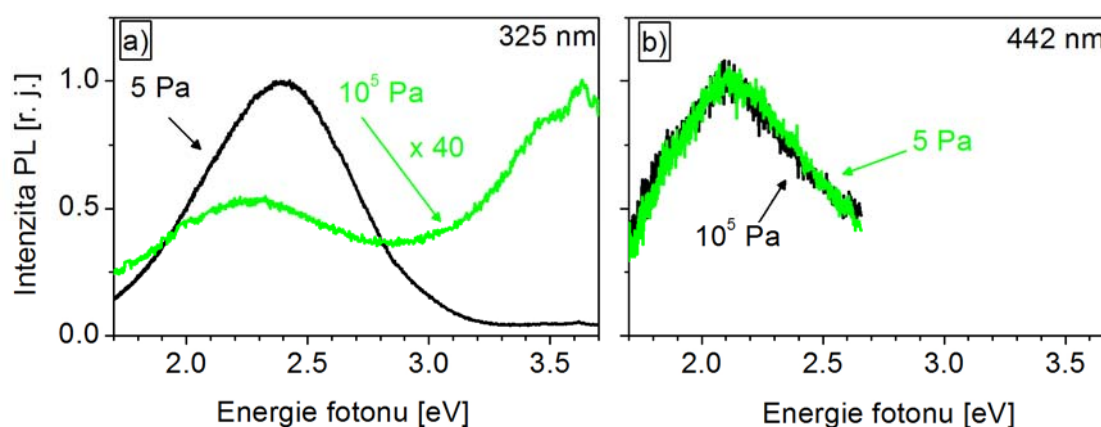 a)
325 nm
5 Pa
10⁵ Pa
x 40
1.0
0.5
0.0
Intenzita PL [r. j.]
2.0 2.5 3.0 3.5
Energie fotonu [eV]
b)
442 nm
5 Pa
10⁵ Pa
2.0 2.5 3.0 3.5
Energie fotonu [eV]